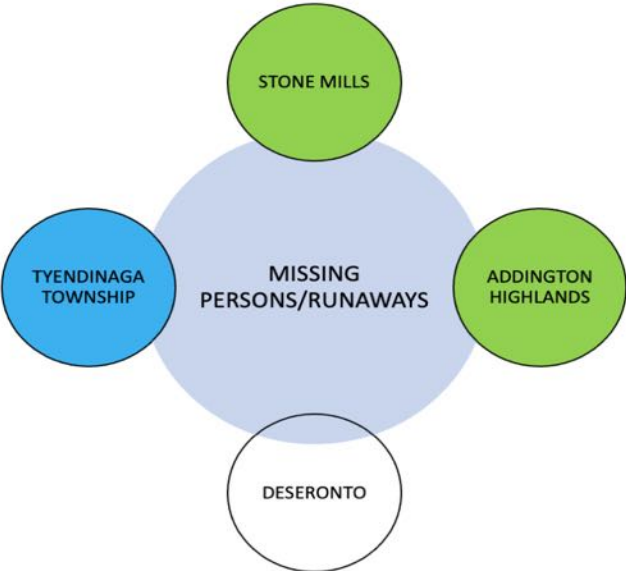 STONE MILLS
TYENDINAGA
TOWNSHIP
MISSING
PERSONS/RUNAWAYS
ADDINGTON
HIGHLANDS
DESERONTO